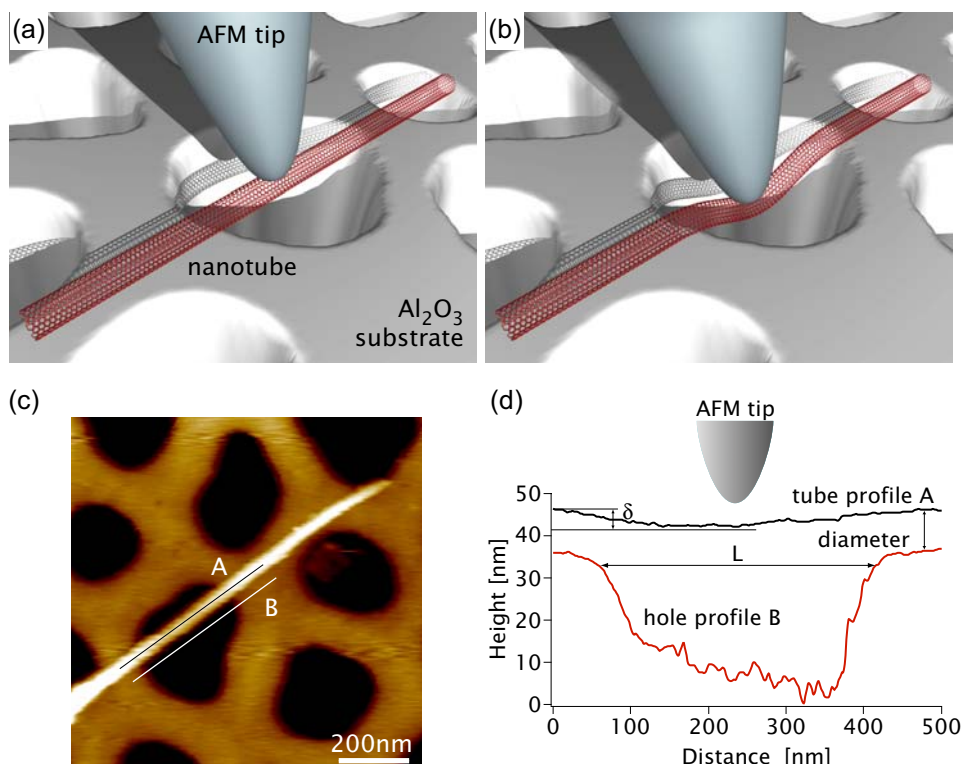 (a)
AFM tip
nanotube
Al₂O₃
substrate
(b)
(c)
A
B
200nm
(d)
AFM tip
50
40
30
20
10
0
Height [nm]
tube profile A
δ
diameter
L
hole profile B
0
100
200
300
400
500
Distance [nm]